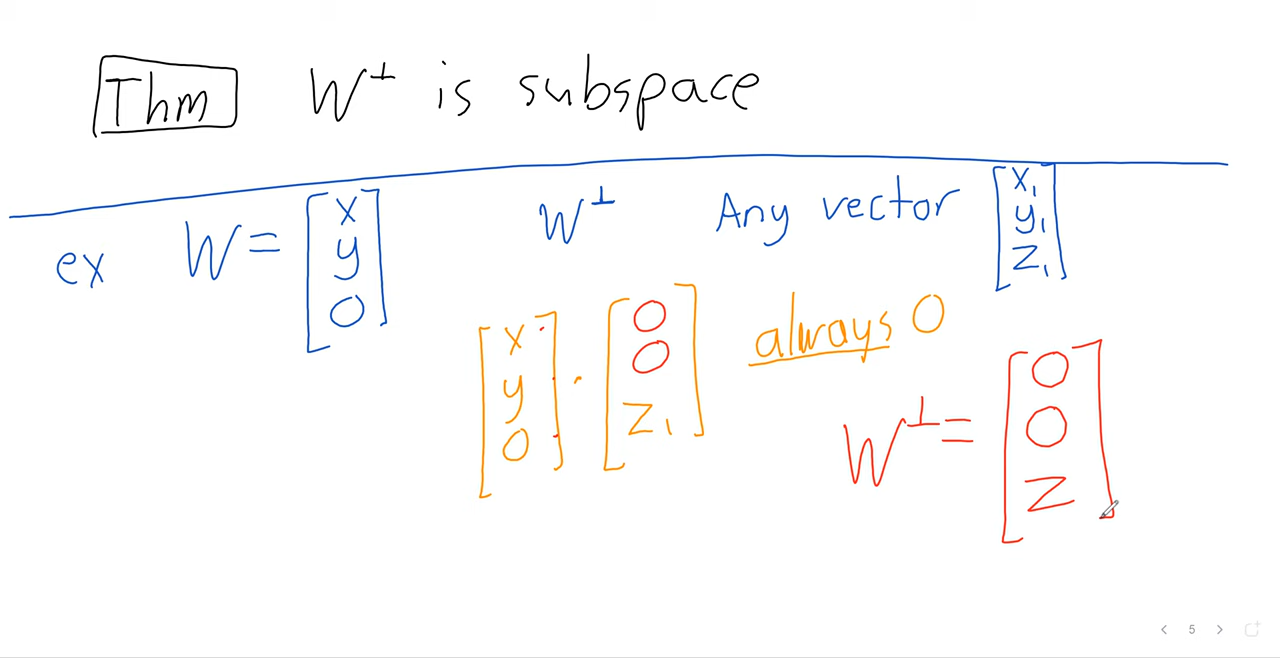 Thm W⊥ is subspace
ex W = [x y 0] W⊥ Any vector [x₁ y₁ z₁]
[x y 0] · [0 0 z₁] always 0
W⊥ = [0 0 z]
< 5 >